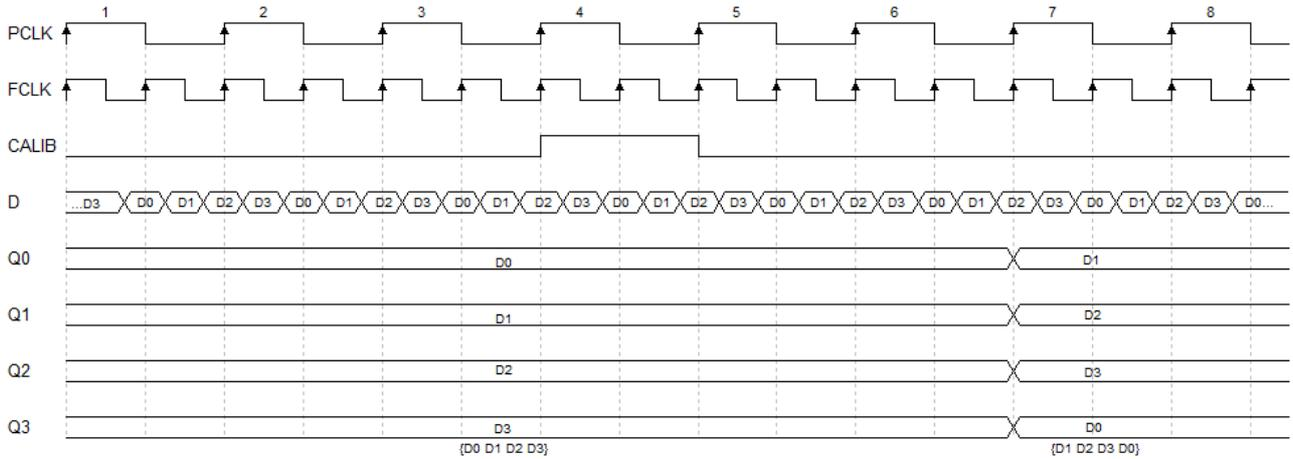 1 2 3 4 5 6 7 8
PCLK
FCLK
CALIB
D ...D3 D0 D1 D2 D3 D0 D1 D2 D3 D0 D1 D2 D3 D0 D1 D2 D3 D0 D1 D2 D3 D0 D1 D2 D3 D0 D1 D2 D3 D0...
Q0 D0 D1
Q1 D1 D2
Q2 D2 D3
Q3 D3 D0
{D0 D1 D2 D3} {D1 D2 D3 D0}